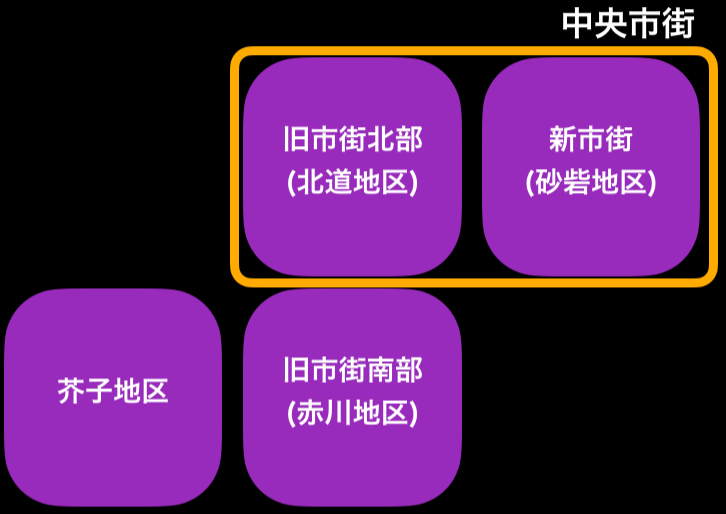 中央市街
旧市街北部
(北道地区)
新市街
(砂砦地区)
芥子地区
旧市街南部
(赤川地区)